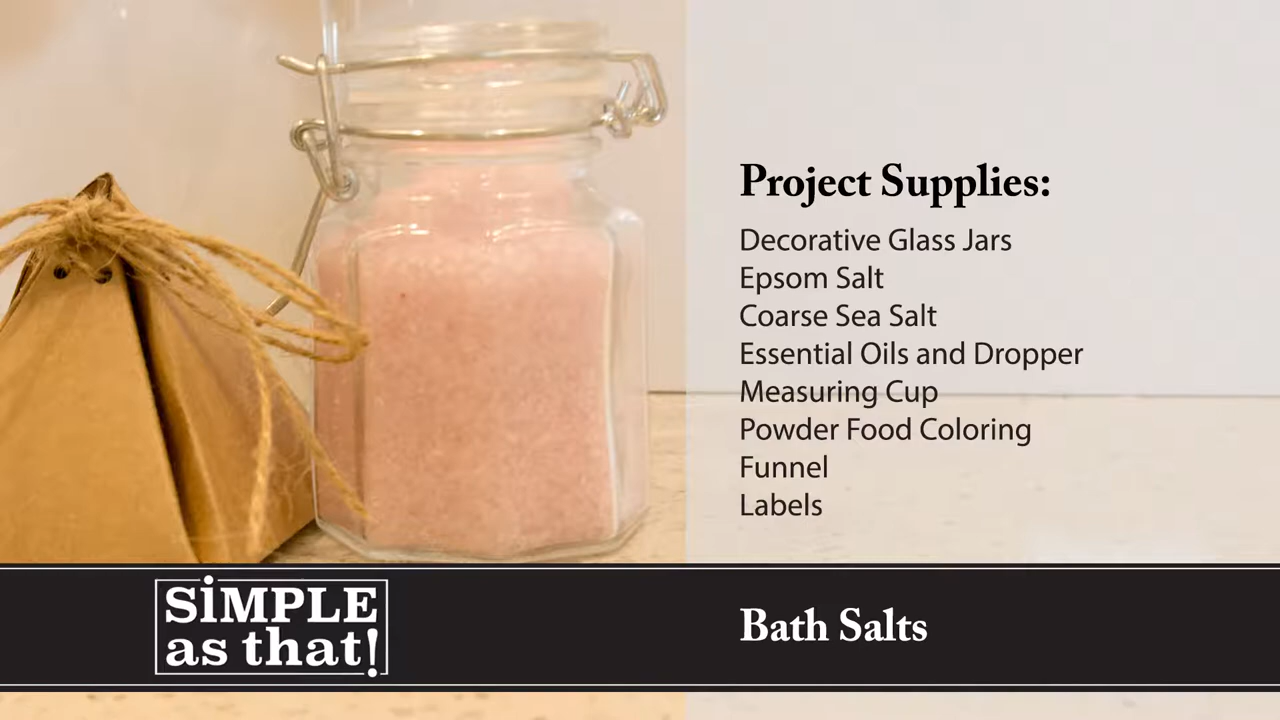 Project Supplies:
Decorative Glass Jars
Epsom Salt
Coarse Sea Salt
Essential Oils and Dropper
Measuring Cup
Powder Food Coloring
Funnel
Labels
SiMPLE
as that!
Bath Salts